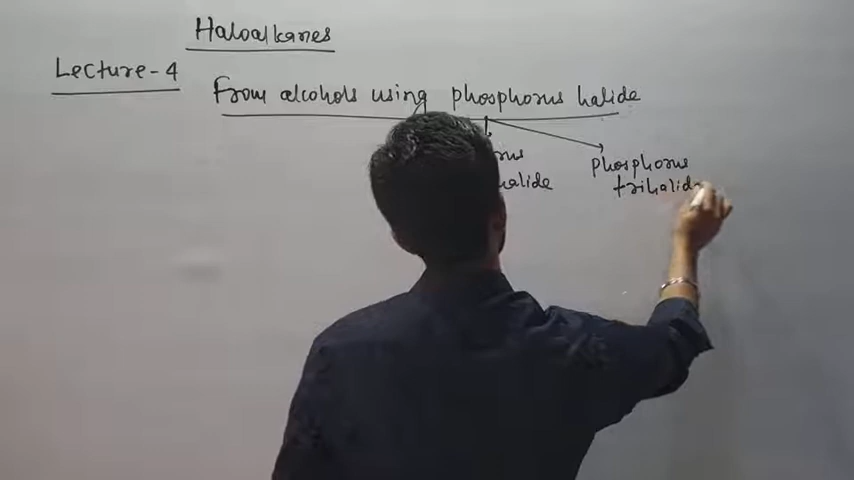 Haloalkanes
Lecture-4
From alcohols using phosphorus halide
phosphorus
trihalide